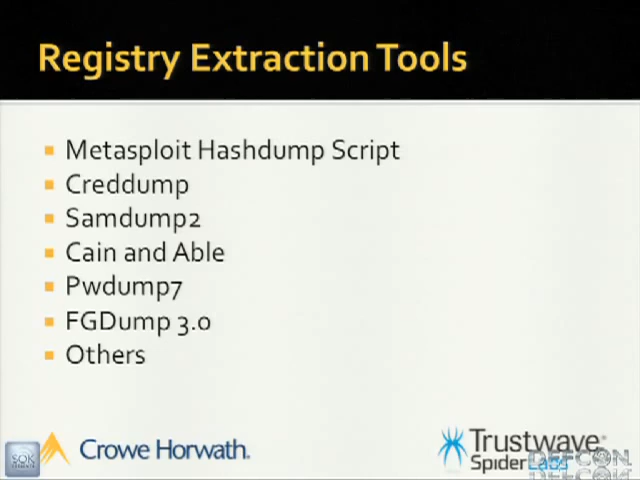 Registry Extraction Tools
Metasploit Hashdump Script
Creddump
Samdump2
Cain and Able
Pwdump7
FGDump 3.0
Others
Crowe Horwath.
Trustwave
SpiderLabs
DEFCON
SOK